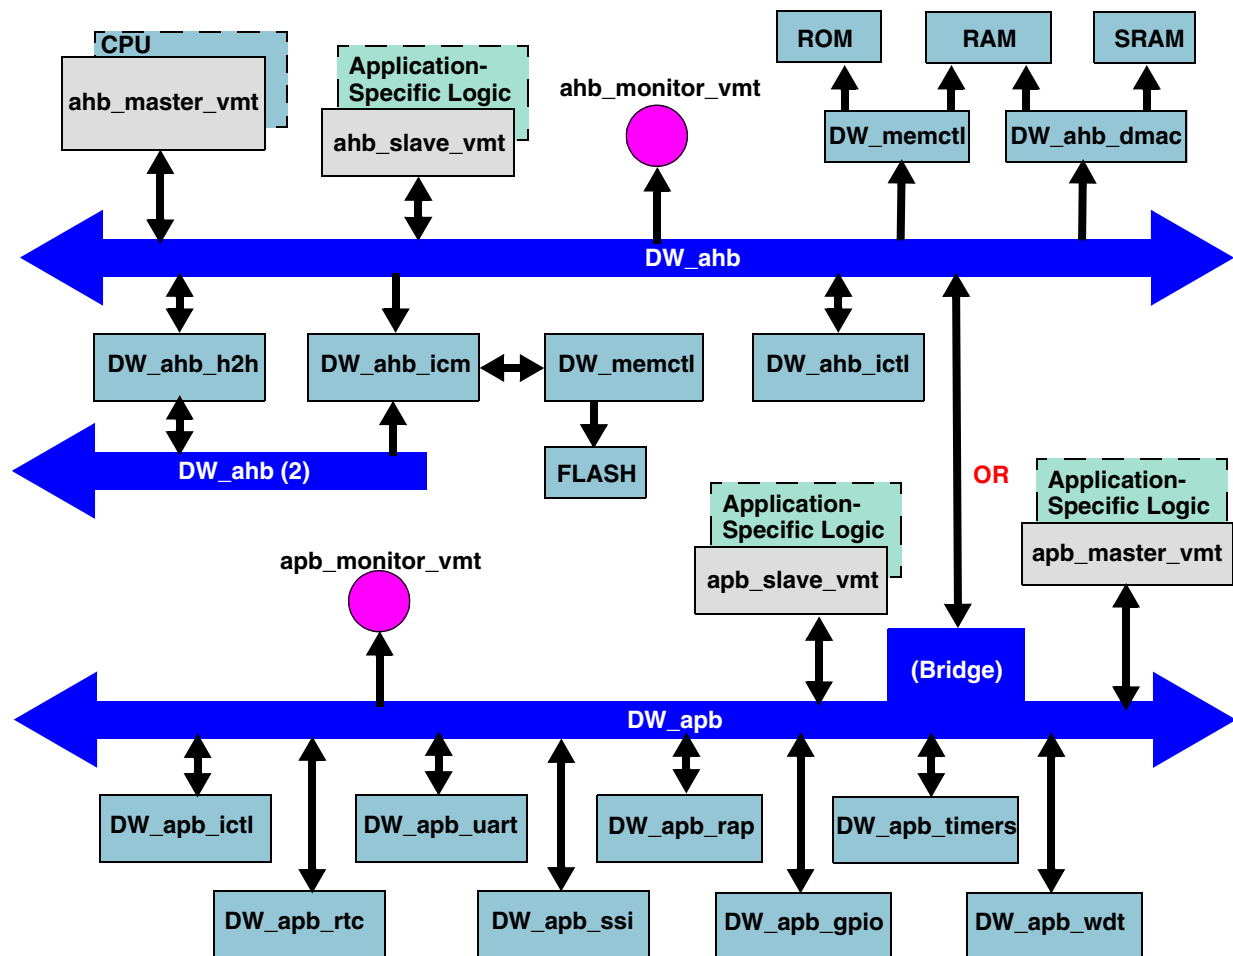 CPU
ahb_master_vmt
Application-
Specific Logic
ahb_slave_vmt
ahb_monitor_vmt
ROM
RAM
SRAM
DW_memctl
DW_ahb_dmac
DW_ahb
DW_ahb_h2h
DW_ahb_icm
DW_memctl
DW_ahb_ictl
DW_ahb (2)
FLASH
OR
Application-
Specific Logic
apb_slave_vmt
Application-
Specific Logic
apb_master_vmt
apb_monitor_vmt
(Bridge)
DW_apb
DW_apb_ictl
DW_apb_uart
DW_apb_rap
DW_apb_timers
DW_apb_rtc
DW_apb_ssi
DW_apb_gpio
DW_apb_wdt